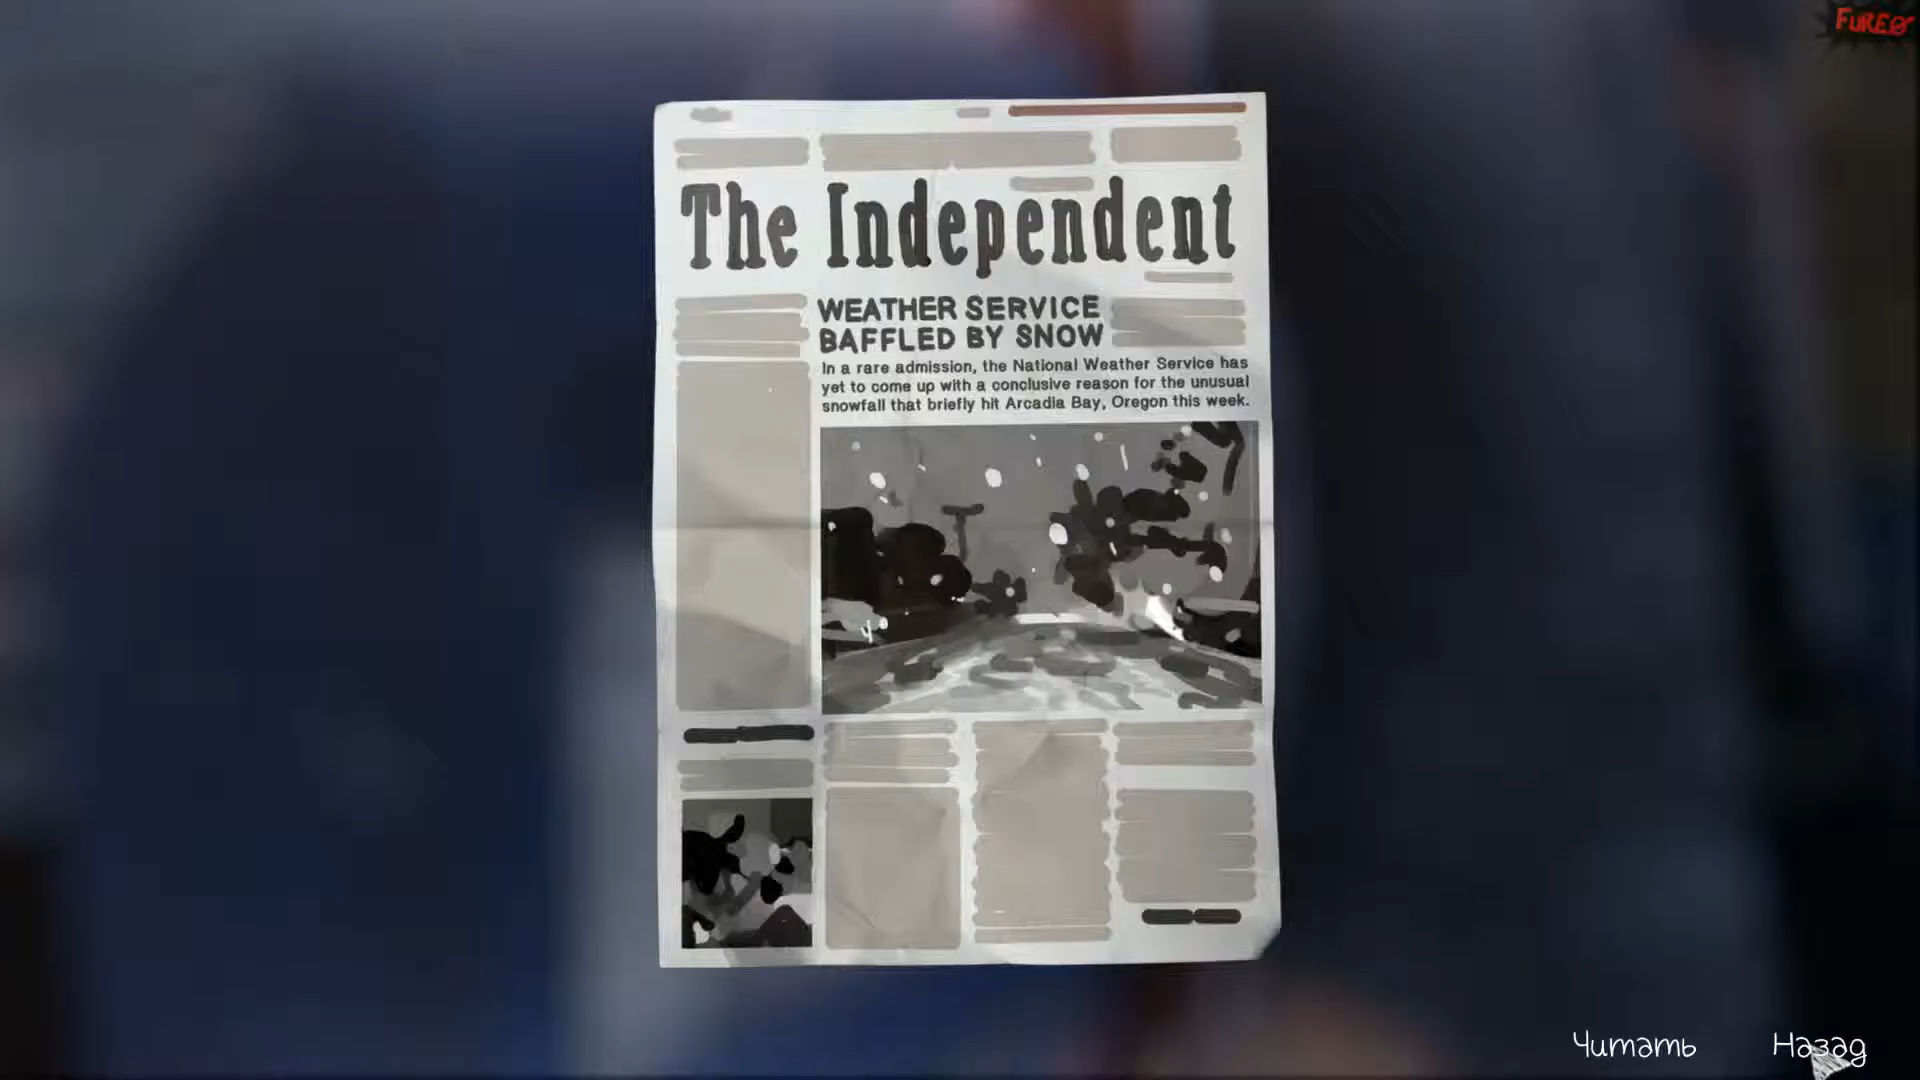 FUREO
The Independent
WEATHER SERVICE
BAFFLED BY SNOW
In a rare admission, the National Weather Service has
yet to come up with a conclusive reason for the unusual
snowfall that briefly hit Arcadia Bay, Oregon this week.
Читать
Назад